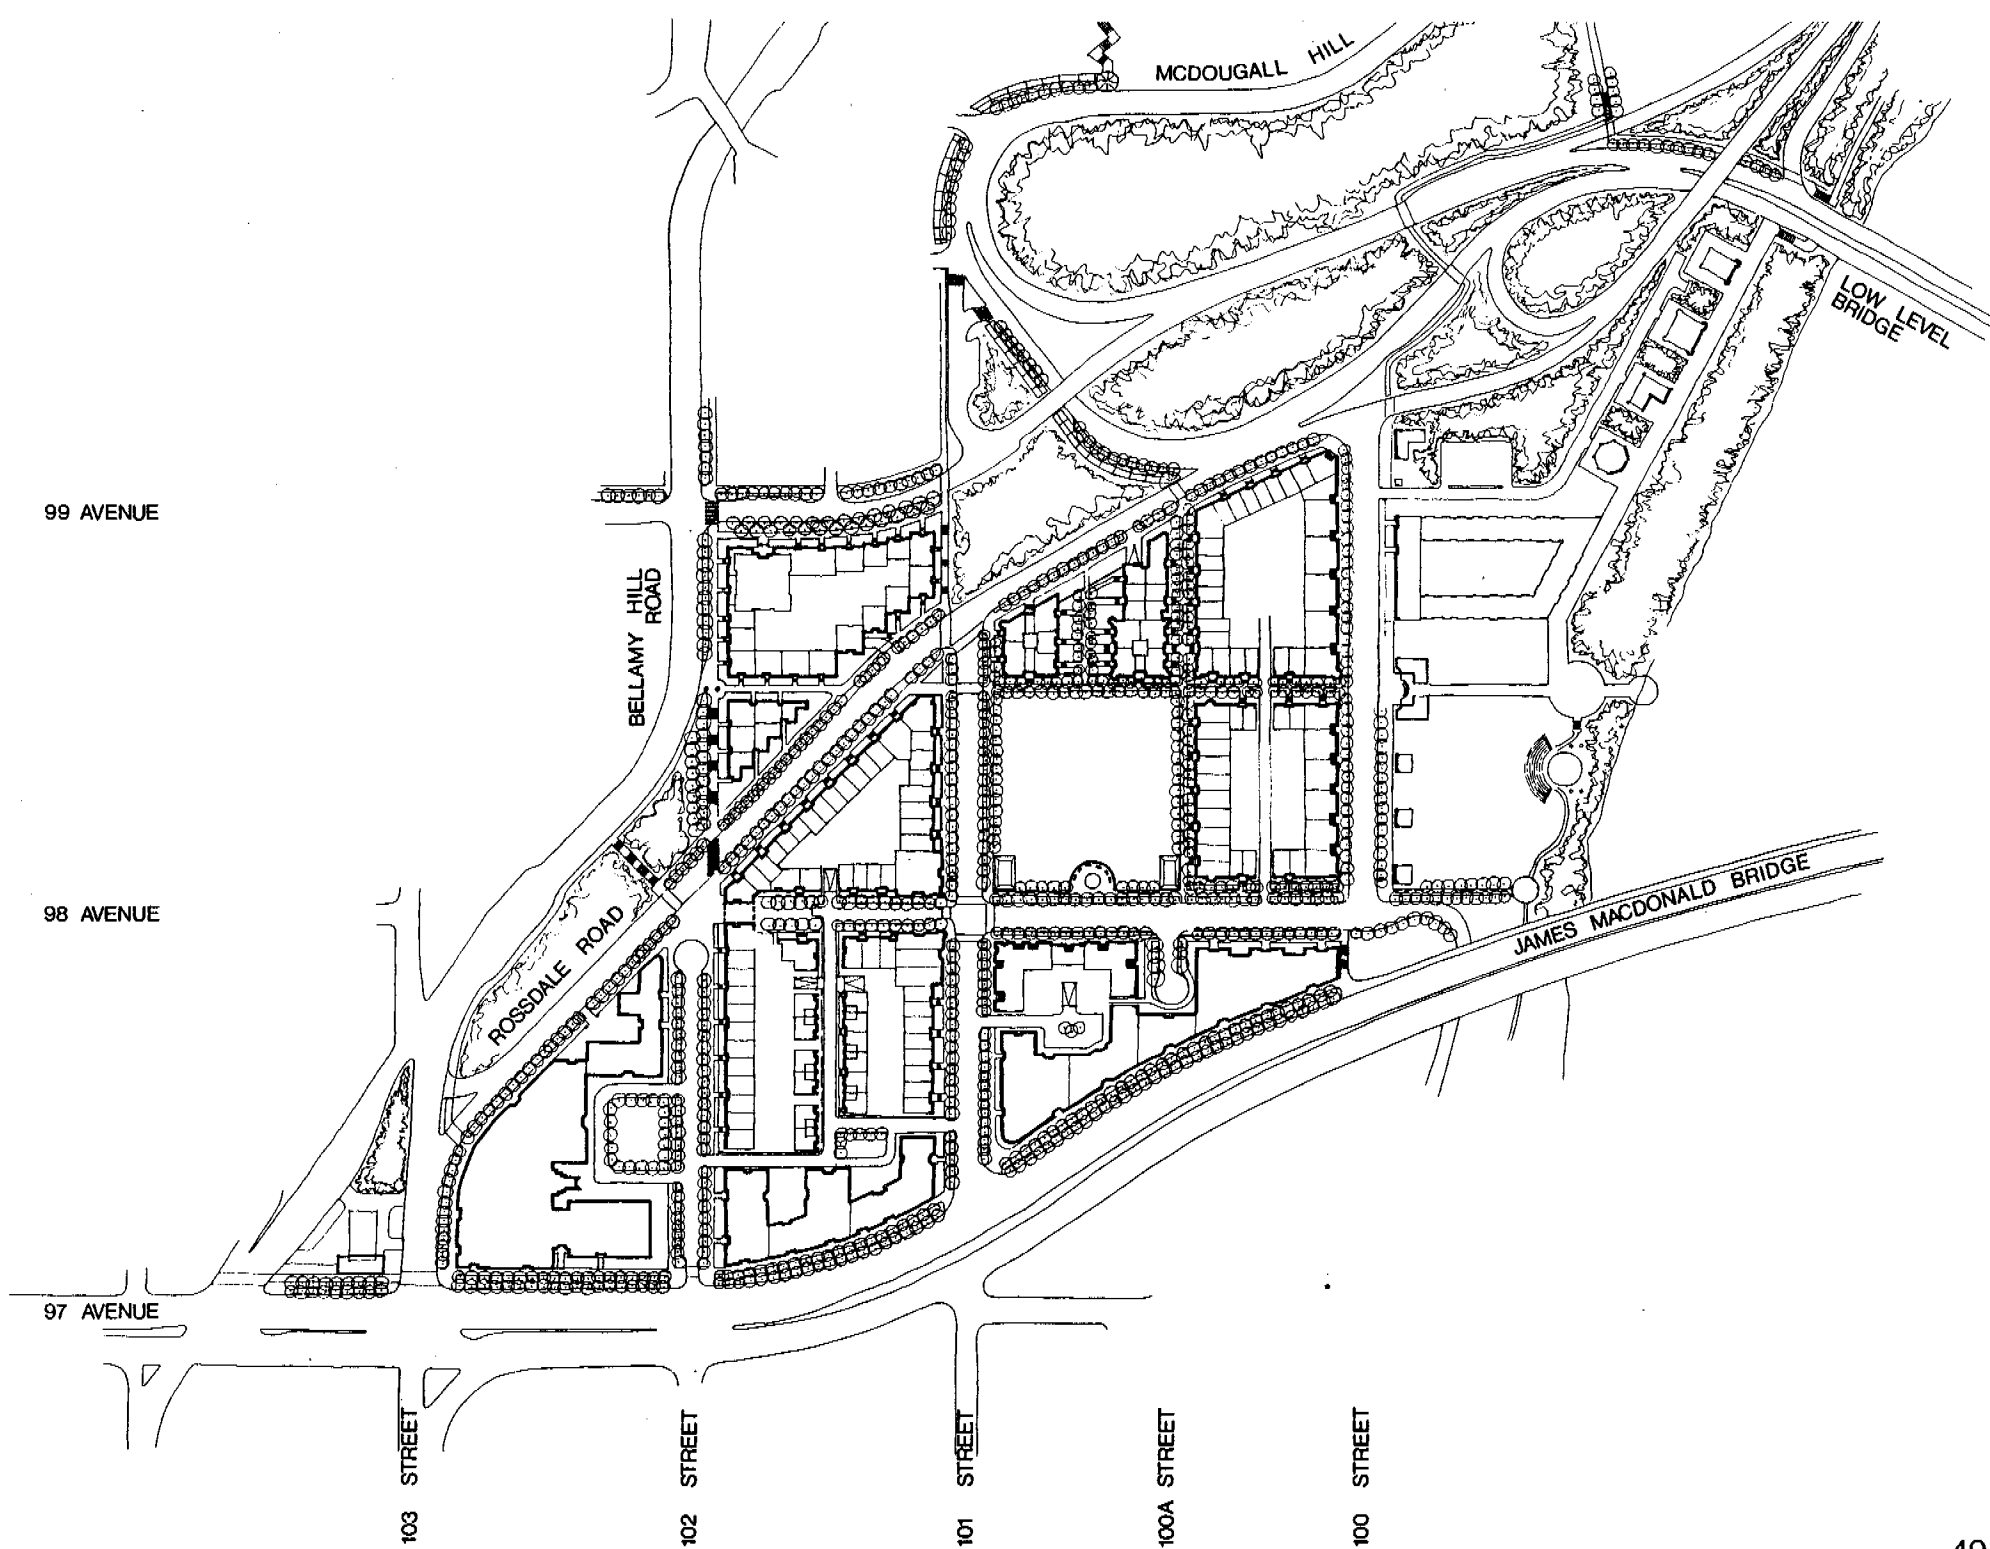 MCDOUGALL HILL
LOW LEVEL
BRIDGE
99 AVENUE
BELLAMY HILL
ROAD
98 AVENUE
ROSSDALE ROAD
JAMES MACDONALD BRIDGE
97 AVENUE
103 STREET
102 STREET
101 STREET
100A STREET
100 STREET